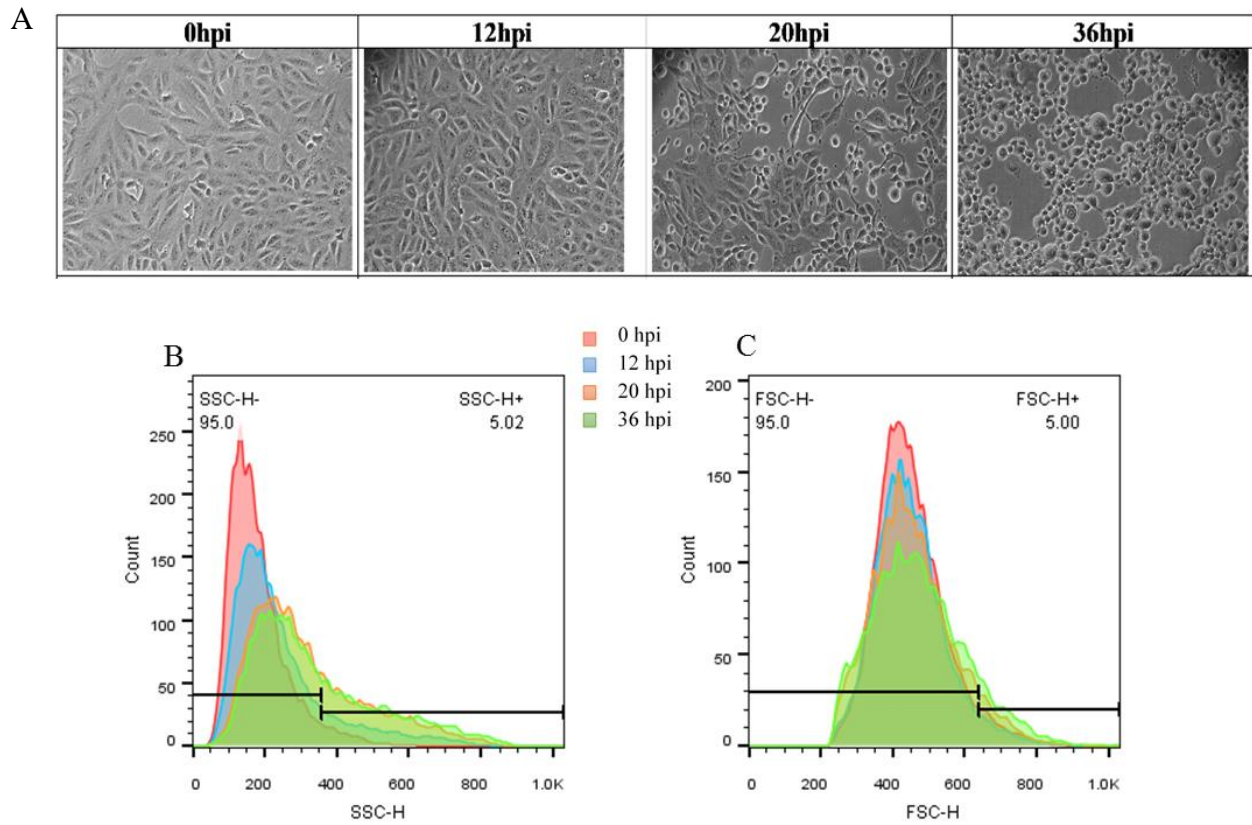 A
0hpi 12hpi 20hpi 36hpi
B
0 hpi
12 hpi
20 hpi
36 hpi
C
SSC-H- SSC-H+
95.0 5.02
250
200
150
100
50
0
Count
0 200 400 600 800 1.0K
SSC-H
FSC-H- FSC-H+
95.0 5.00
200
150
100
50
0
Count
0 200 400 600 800 1.0K
FSC-H